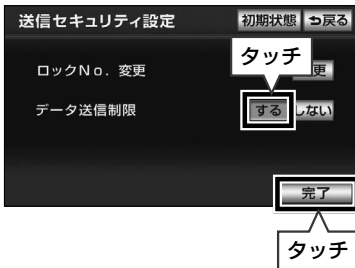 送信セキュリティ設定 初期状態 戻る
タッチ
ロックNo. 変更 更
データ送信制限 する しない
完了
タッチ